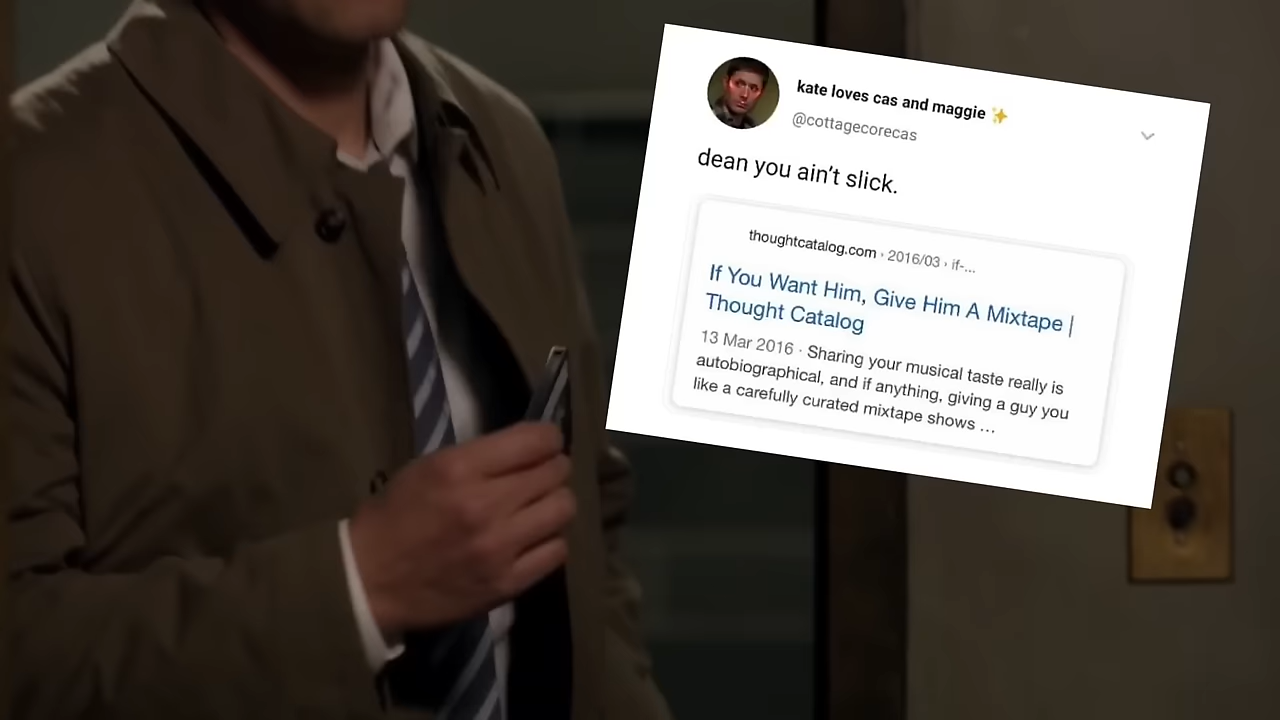 kate loves cas and maggie ✨
@cottagecorecas
dean you ain't slick.
thoughtcatalog.com › 2016/03 › if-...
If You Want Him, Give Him A Mixtape |
Thought Catalog
13 Mar 2016 · Sharing your musical taste really is
autobiographical, and if anything, giving a guy you
like a carefully curated mixtape shows ...